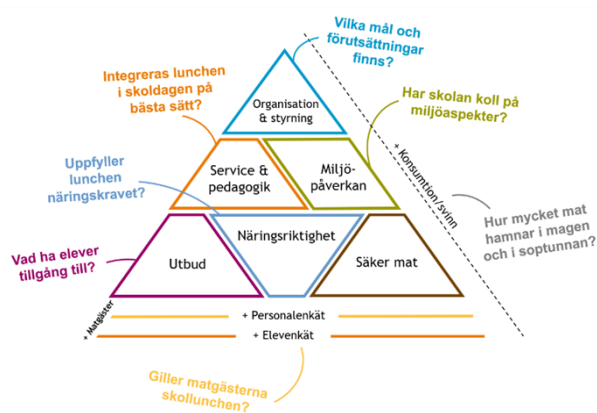 Vilka mål och
förutsättningar
finns?
Integreras lunchen
i skoldagen på
bästa sätt?
Organisation
& styrning
Har skolan koll på
miljöaspekter?
Uppfyller
lunchen
näringskravet?
Service &
pedagogik
Miljö-
påverkan
+ Konsumtion/svinn
Hur mycket mat
hamnar i magen
och i soptunnan?
Vad ha elever
tillgång till?
Utbud
Näringsriktighet
Säker mat
+ Matgäster
+ Personalenkät
+ Elevenkät
Giller matgästerna
skollunchen?